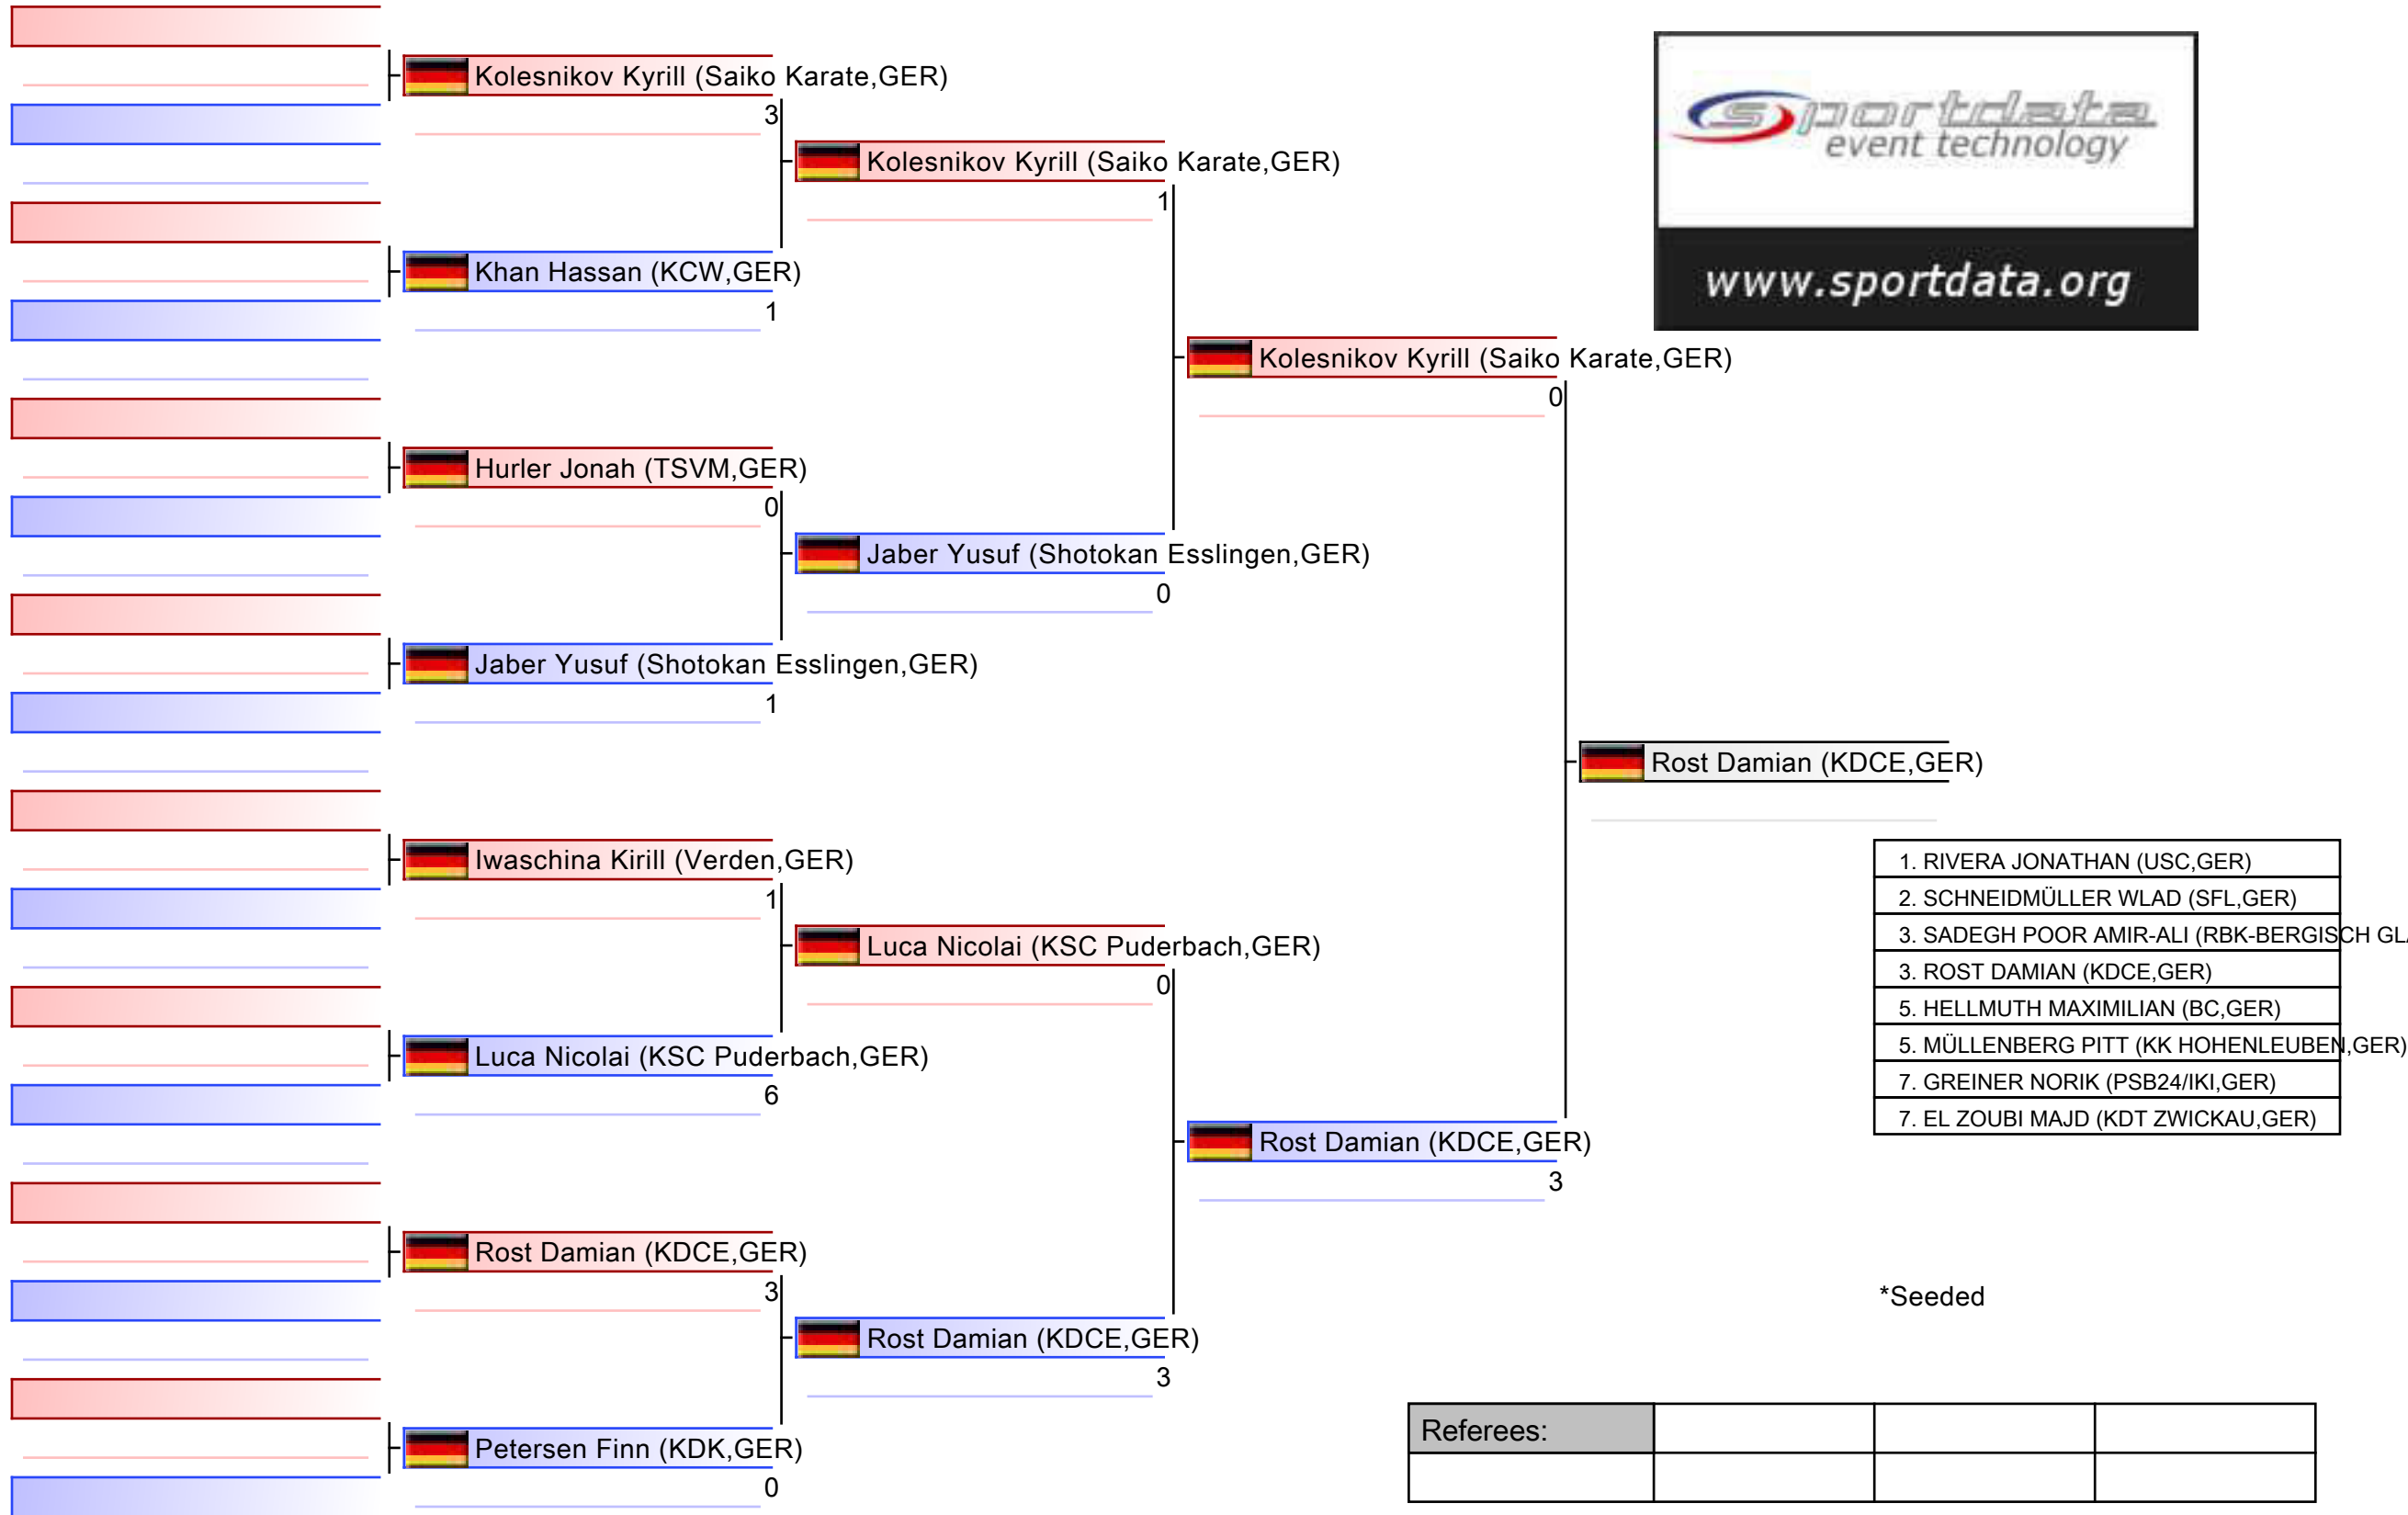 Kolesnikov Kyrill (Saiko Karate,GER)
3
Khan Hassan (KCW,GER)
1
Hurler Jonah (TSVM,GER)
0
Jaber Yusuf (Shotokan Esslingen,GER)
1
Iwaschina Kirill (Verden,GER)
1
Luca Nicolai (KSC Puderbach,GER)
6
Rost Damian (KDCE,GER)
3
Petersen Finn (KDK,GER)
0
Kolesnikov Kyrill (Saiko Karate,GER)
1
Jaber Yusuf (Shotokan Esslingen,GER)
0
Luca Nicolai (KSC Puderbach,GER)
0
Rost Damian (KDCE,GER)
3
Kolesnikov Kyrill (Saiko Karate,GER)
0
Rost Damian (KDCE,GER)
3
Rost Damian (KDCE,GER)
sportdata
event technology
www.sportdata.org
1. RIVERA JONATHAN (USC,GER)
2. SCHNEIDMÜLLER WLAD (SFL,GER)
3. SADEGH POOR AMIR-ALI (RBK-BERGISCH GLA
3. ROST DAMIAN (KDCE,GER)
5. HELLMUTH MAXIMILIAN (BC,GER)
5. MÜLLENBERG PITT (KK HOHENLEUBEN,GER)
7. GREINER NORIK (PSB24/IKI,GER)
7. EL ZOUBI MAJD (KDT ZWICKAU,GER)
*Seeded
Referees: